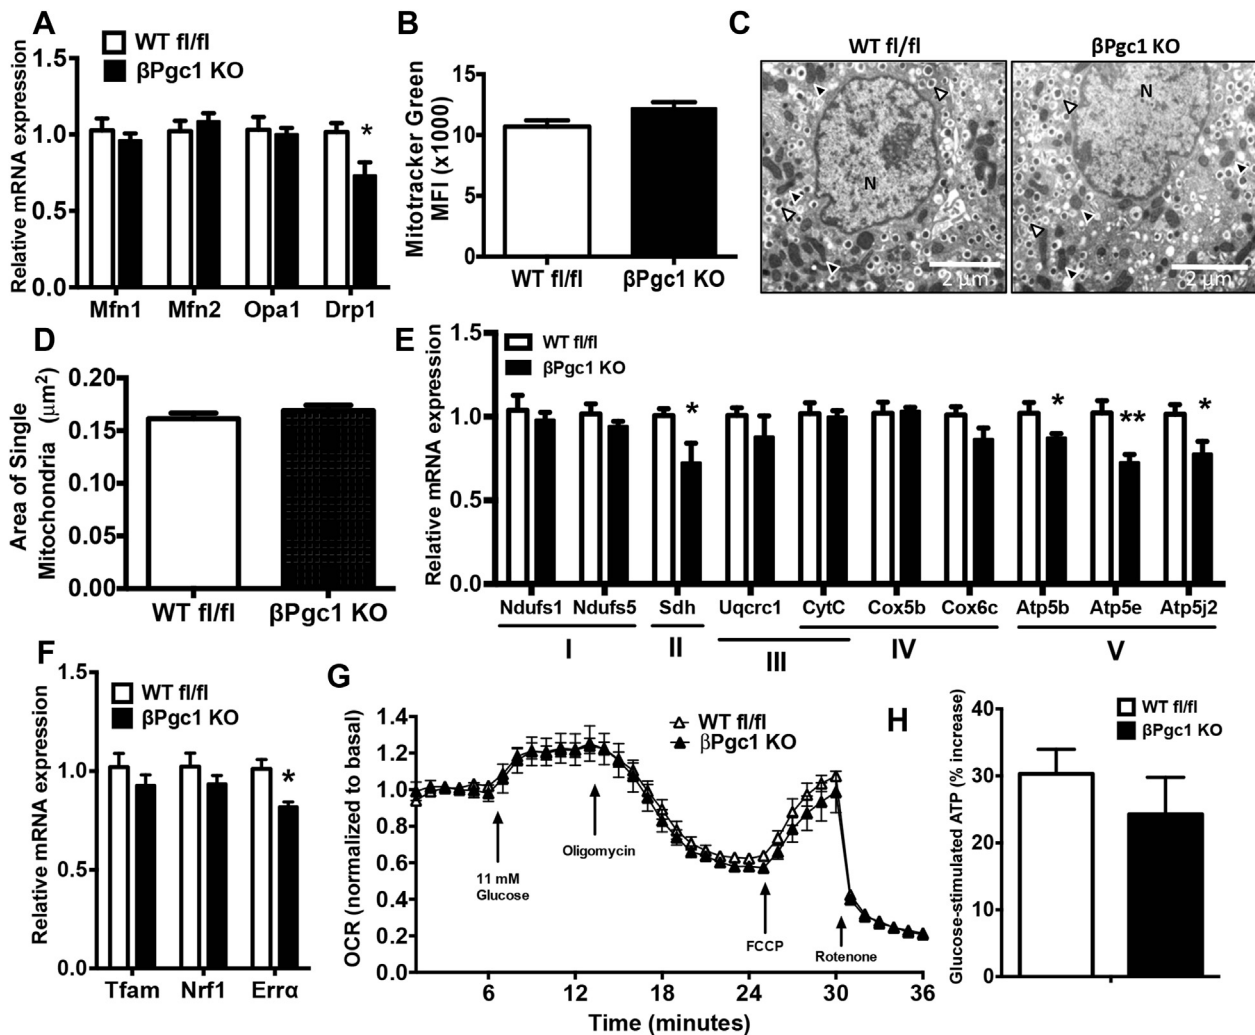 A
WT fl/fl
βPgc1 KO
Relative mRNA expression
1.5
1.0
0.5
0.0
*
Mfn1 Mfn2 Opa1 Drp1
B
Mitotracker Green
MFI (x1000)
15
10
5
0
WT fl/fl βPgc1 KO
C
WT fl/fl βPgc1 KO
N
N
2 µm
2 µm
D
Area of Single
Mitochondria (µm²)
0.20
0.15
0.10
0.05
0.00
WT fl/fl βPgc1 KO
E
WT fl/fl
βPgc1 KO
Relative mRNA expression
1.5
1.0
0.5
0.0
* * ** *
Ndufs1 Ndufs5 Sdh Uqcrc1 CytC Cox5b Cox6c Atp5b Atp5e Atp5j2
I II III IV V
F
WT fl/fl
βPgc1 KO
Relative mRNA expression
1.5
1.0
0.5
0.0
*
Tfam Nrf1 Errα
G
WT fl/fl
βPgc1 KO
OCR (normalized to basal)
1.4
1.2
1.0
0.8
0.6
0.4
0.2
0.0
11 mM
Glucose
Oligomycin
FCCP
Rotenone
6 12 18 24 30 36
Time (minutes)
H
WT fl/fl
βPgc1 KO
Glucose-stimulated ATP (% increase)
40
30
20
10
0